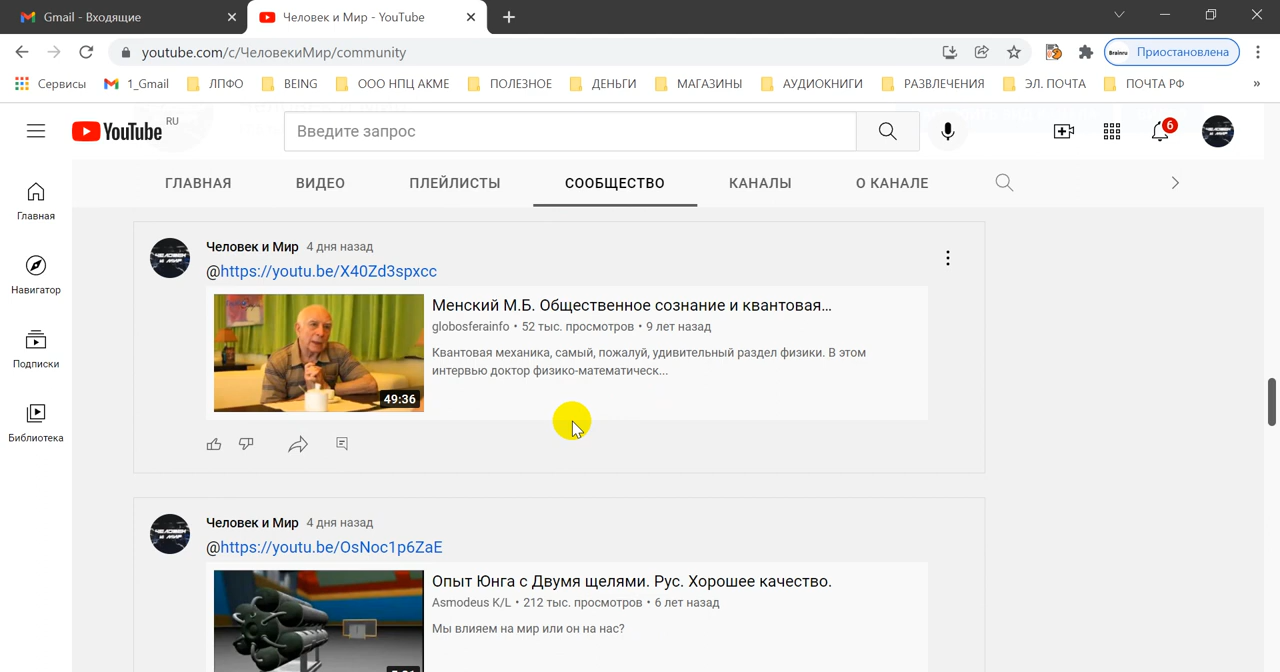 Gmail - Входящие
Человек и Мир - YouTube
youtube.com/c/ЧеловекиМир/community
Brainru Приостановлена
Сервисы 1_Gmail ЛПФО BEING ООО НПЦ АКМЕ ПОЛЕЗНОЕ ДЕНЬГИ МАГАЗИНЫ АУДИОКНИГИ РАЗВЛЕЧЕНИЯ ЭЛ. ПОЧТА ПОЧТА РФ »
YouTube RU
Введите запрос
6
ГЛАВНАЯ ВИДЕО ПЛЕЙЛИСТЫ СООБЩЕСТВО КАНАЛЫ О КАНАЛЕ
Главная
Навигатор
Подписки
Библиотека
Человек и Мир 4 дня назад
@https://youtu.be/X40Zd3spxcc
49:36
Менский М.Б. Общественное сознание и квантовая...
globosferainfo • 52 тыс. просмотров • 9 лет назад
Квантовая механика, самый, пожалуй, удивительный раздел физики. В этом
интервью доктор физико-математическ...
Человек и Мир 4 дня назад
@https://youtu.be/OsNoc1p6ZaE
Опыт Юнга с Двумя щелями. Рус. Хорошее качество.
Asmodeus K/L • 212 тыс. просмотров • 6 лет назад
Мы влияем на мир или он на нас?